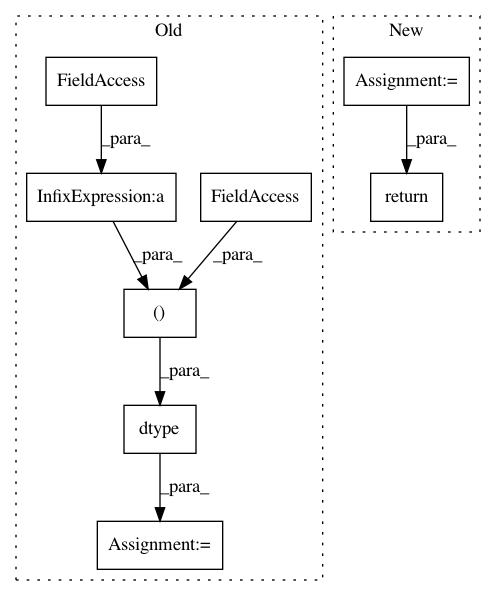 Old
New
FieldAccess
Assignment:=
_para_
_para_
InfixExpression:a
FieldAccess
return
_para_
_para_
()
_para_
dtype
_para_
Assignment:=